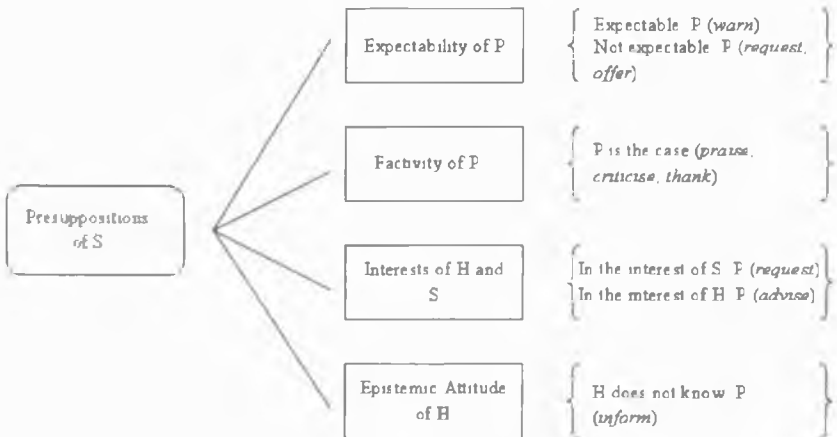 Expectability of P
Expectable P (warn)
Not expectable P (request,
offer)
Factivity of P
P is the case (praise,
criticise, thank)
Presuppositions
of S
Interests of H and
S
In the interest of S P (request)
In the interest of H P (advise)
Epistemic Attitude
of H
H does not know P
(inform)